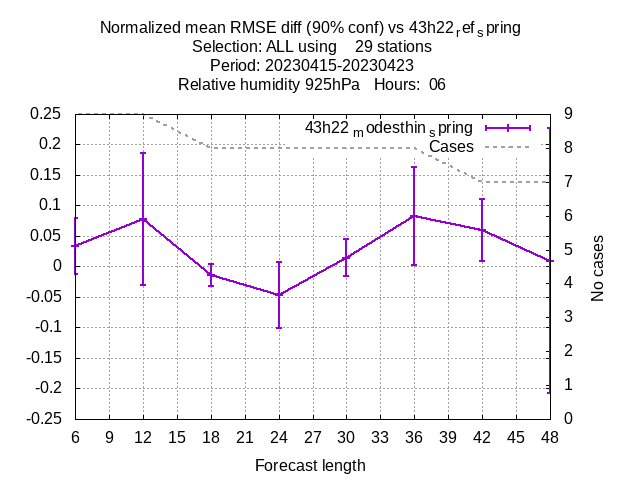 Normalized mean RMSE diff (90% conf) vs 43h22ref spring
Selection: ALL using 29 stations
Period: 20230415-20230423
Relative humidity 925hPa Hours: 06
43h22modesthinspring
Cases
0.25
0.2
0.15
0.1
0.05
0
-0.05
-0.1
-0.15
-0.2
-0.25
9
8
7
6
5
4
3
2
1
0
No cases
6 9 12 15 18 21 24 27 30 33 36 39 42 45 48
Forecast length